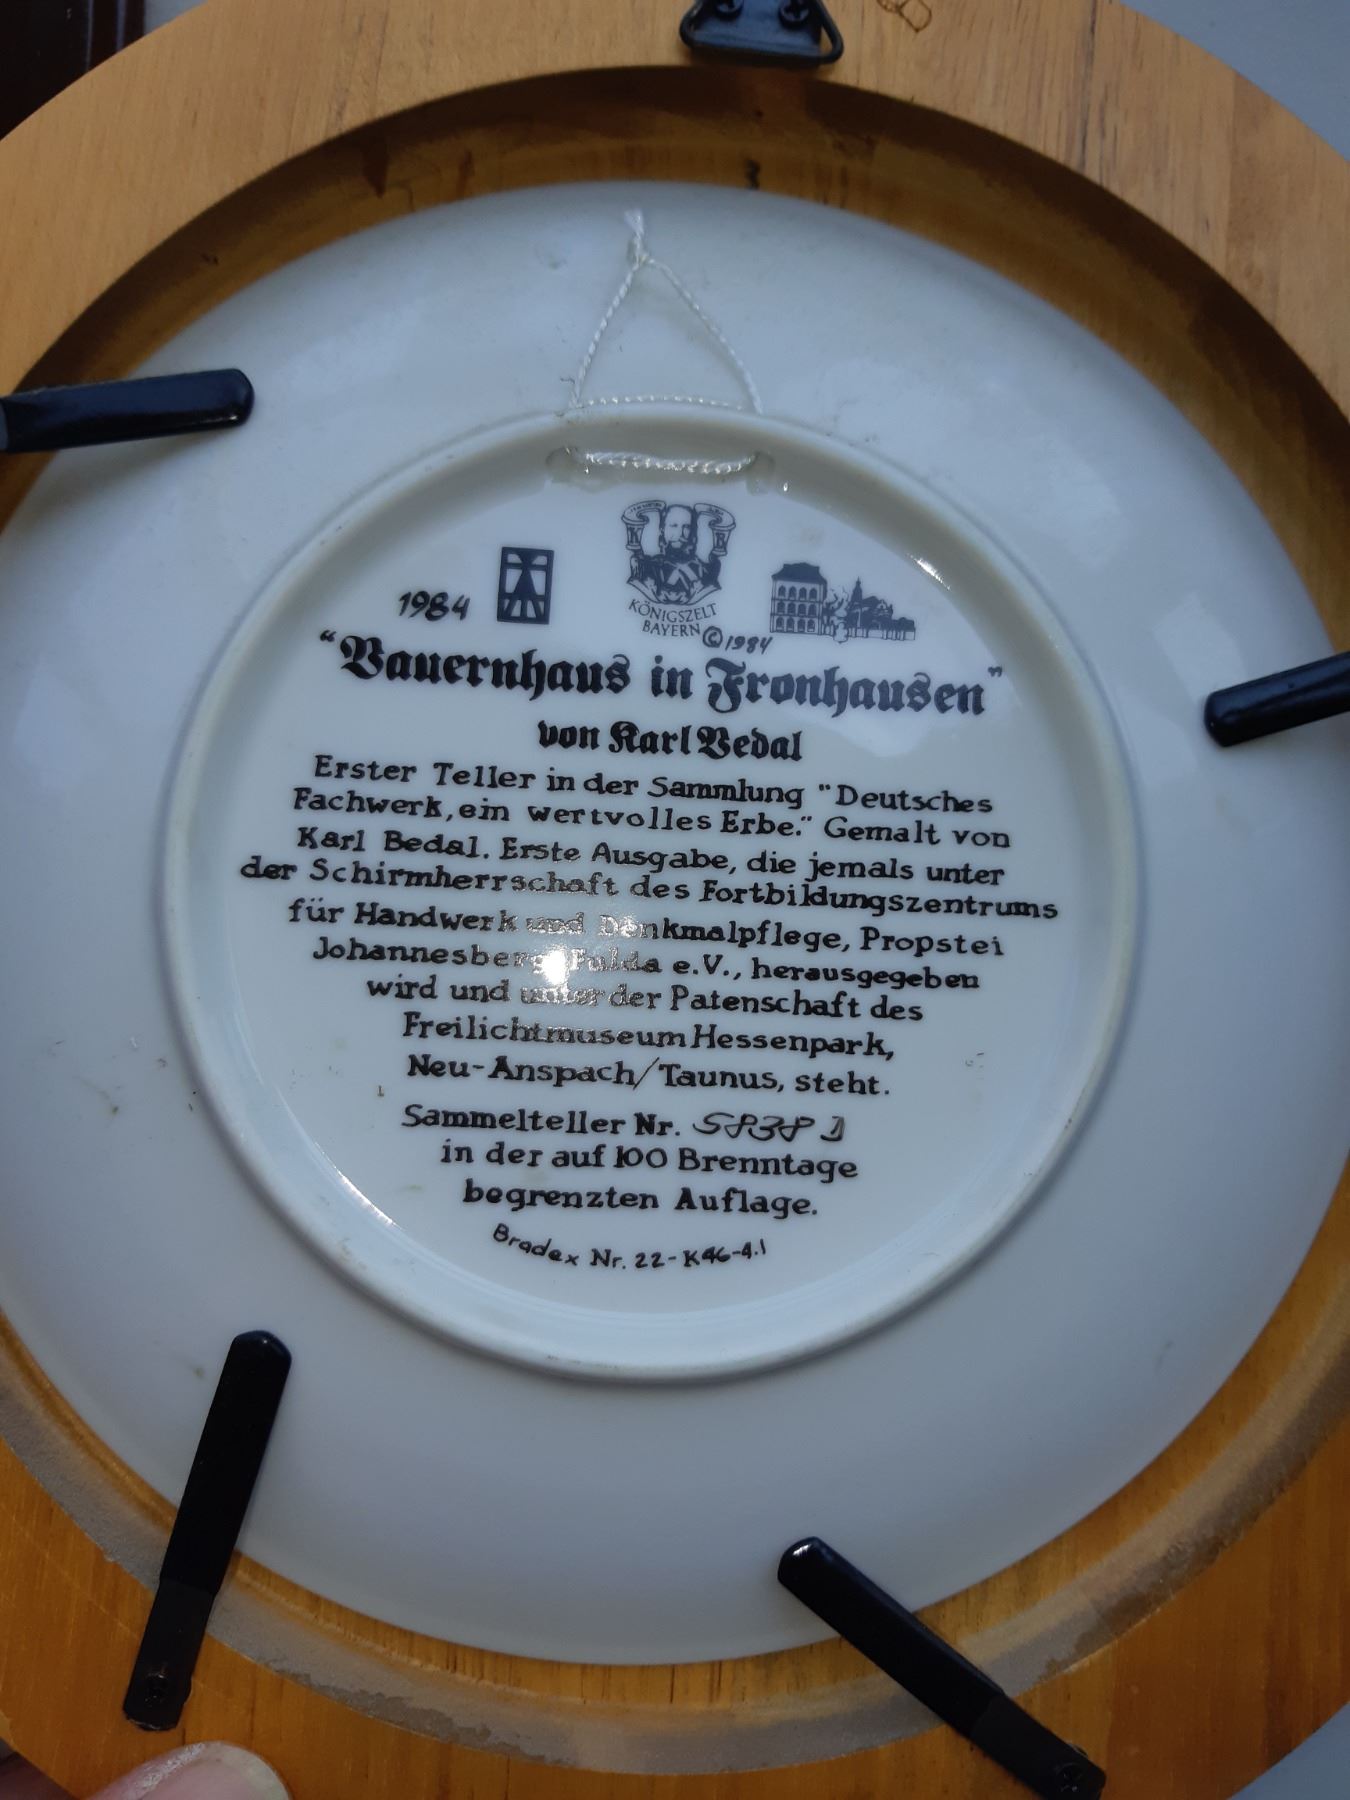 1984
KÖNIGSZELT
BAYERN
©1984
"Bauernhaus in Fronhausen"
von Karl Bedal
Erster Teller in der Sammlung "Deutsches
Fachwerk, ein wertvolles Erbe." Gemalt von
Karl Bedal. Erste Ausgabe, die jemals unter
der Schirmherrschaft des Fortbildungszentrums
für Handwerk und Denkmalpflege, Propstei
Johannesberg, Fulda e.V., herausgegeben
wird und unter der Patenschaft des
Freilichtmuseum Hessenpark,
Neu-Anspach/Taunus, steht.
Sammelteller Nr. 5838
in der auf 100 Brenntage
begrenzten Auflage.
Bradex Nr. 22-K46-4.1